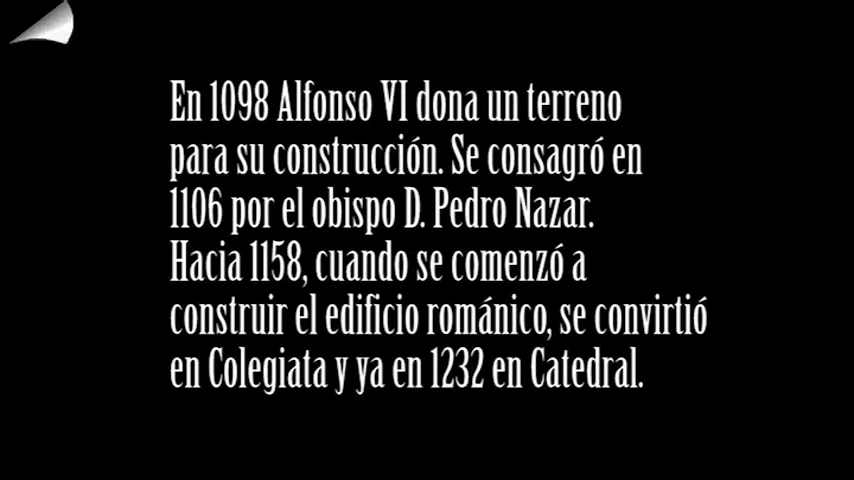 En 1098 Alfonso VI dona un terreno
para su construcción. Se consagró en
1106 por el obispo D. Pedro Nazar.
Hacia 1158, cuando se comenzó a
construir el edificio románico, se convirtió
en Colegiata y ya en 1232 en Catedral.